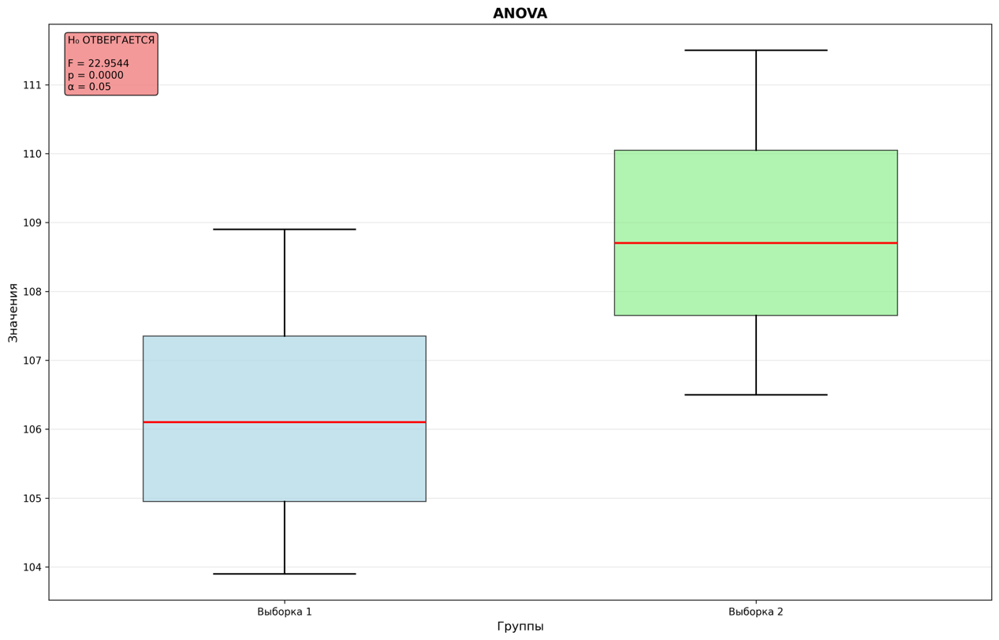 ANOVA
H₀ ОТВЕРГАЕТСЯ
F = 22.9544
p = 0.0000
α = 0.05
Значения
111
110
109
108
107
106
105
104
Выборка 1
Выборка 2
Группы